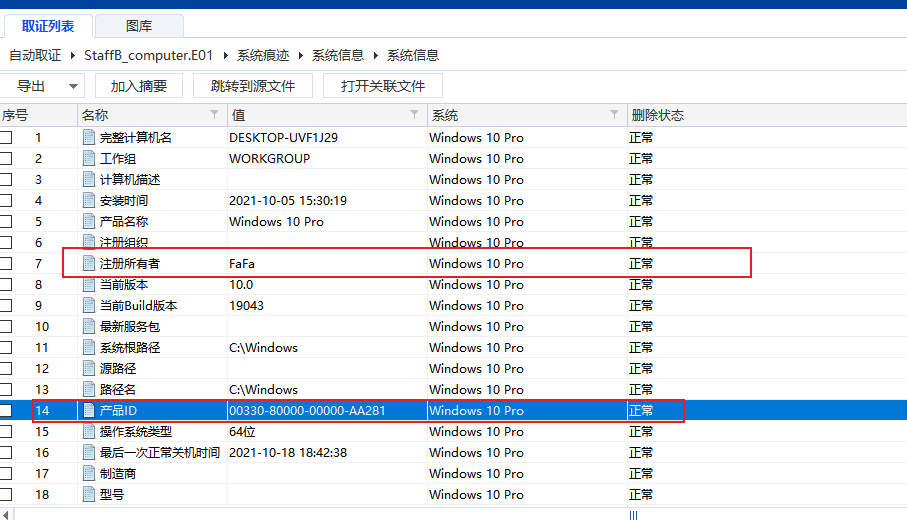 取证列表 图库
自动取证 StaffB_computer.E01 系统痕迹 系统信息 系统信息
导出 加入摘要 跳转到源文件 打开关联文件
序号 名称 值 系统 删除状态
1 完整计算机名 DESKTOP-UVF1J29 Windows 10 Pro 正常
2 工作组 WORKGROUP Windows 10 Pro 正常
3 计算机描述 Windows 10 Pro 正常
4 安装时间 2021-10-05 15:30:19 Windows 10 Pro 正常
5 产品名称 Windows 10 Pro Windows 10 Pro 正常
6 注册组织 Windows 10 Pro 正常
7 注册所有者 FaFa Windows 10 Pro 正常
8 当前版本 10.0 Windows 10 Pro 正常
9 当前Build版本 19043 Windows 10 Pro 正常
10 最新服务包 Windows 10 Pro 正常
11 系统根路径 C:\Windows Windows 10 Pro 正常
12 源路径 Windows 10 Pro 正常
13 路径名 C:\Windows Windows 10 Pro 正常
14 产品ID 00330-80000-00000-AA281 Windows 10 Pro 正常
15 操作系统类型 64位 Windows 10 Pro 正常
16 最后一次正常关机时间 2021-10-18 18:42:38 Windows 10 Pro 正常
17 制造商 Windows 10 Pro 正常
18 型号 Windows 10 Pro 正常